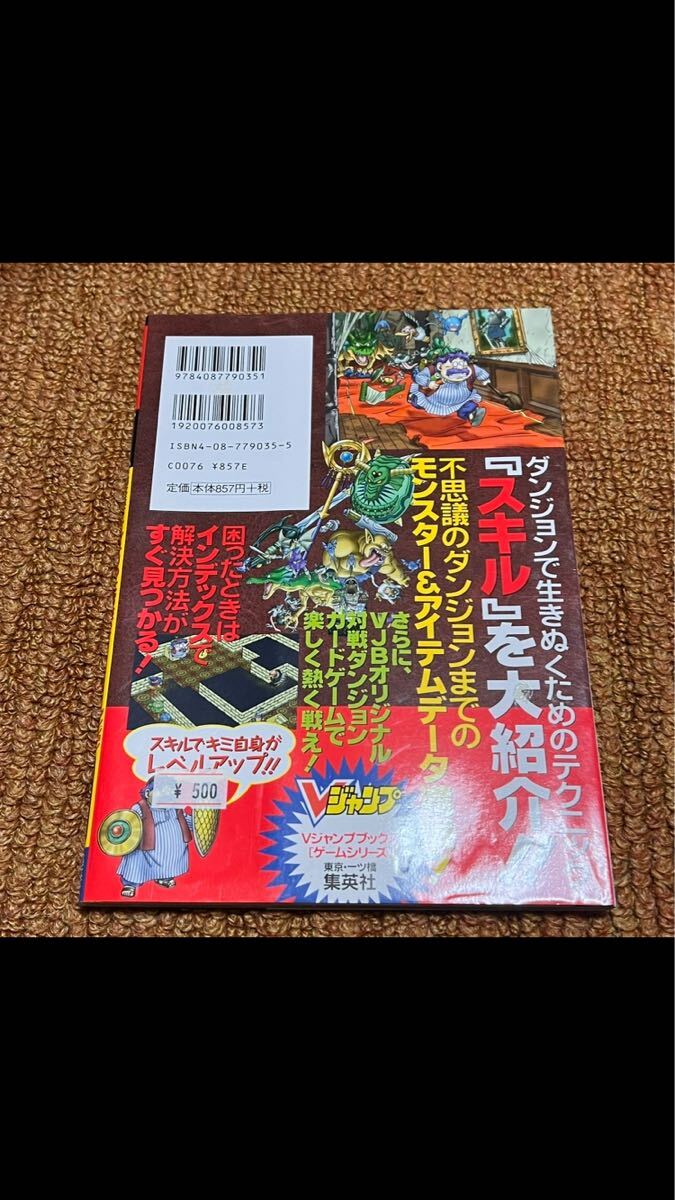 ダンジョンで生きぬくためのテクニッ
『スキル』を大紹介
不思議のダンジョンまでの
モンスター&アイテムデータ
さらに、
VJBオリジナル
対戦ダンジョン
カードゲームで
楽しく熱く戦え!
困ったときは
インデックスで
解決方法が
すぐ見つかる!
9784087790351
1920076008573
ISBN4-08-779035-5
C0076 ¥857E
定価 本体857円+税
スキルでキミ自身が
レベルアップ!!
¥ 500
Vジャンプ
Vジャンプブック
[ゲームシリーズ
東京・一ツ橋
集英社